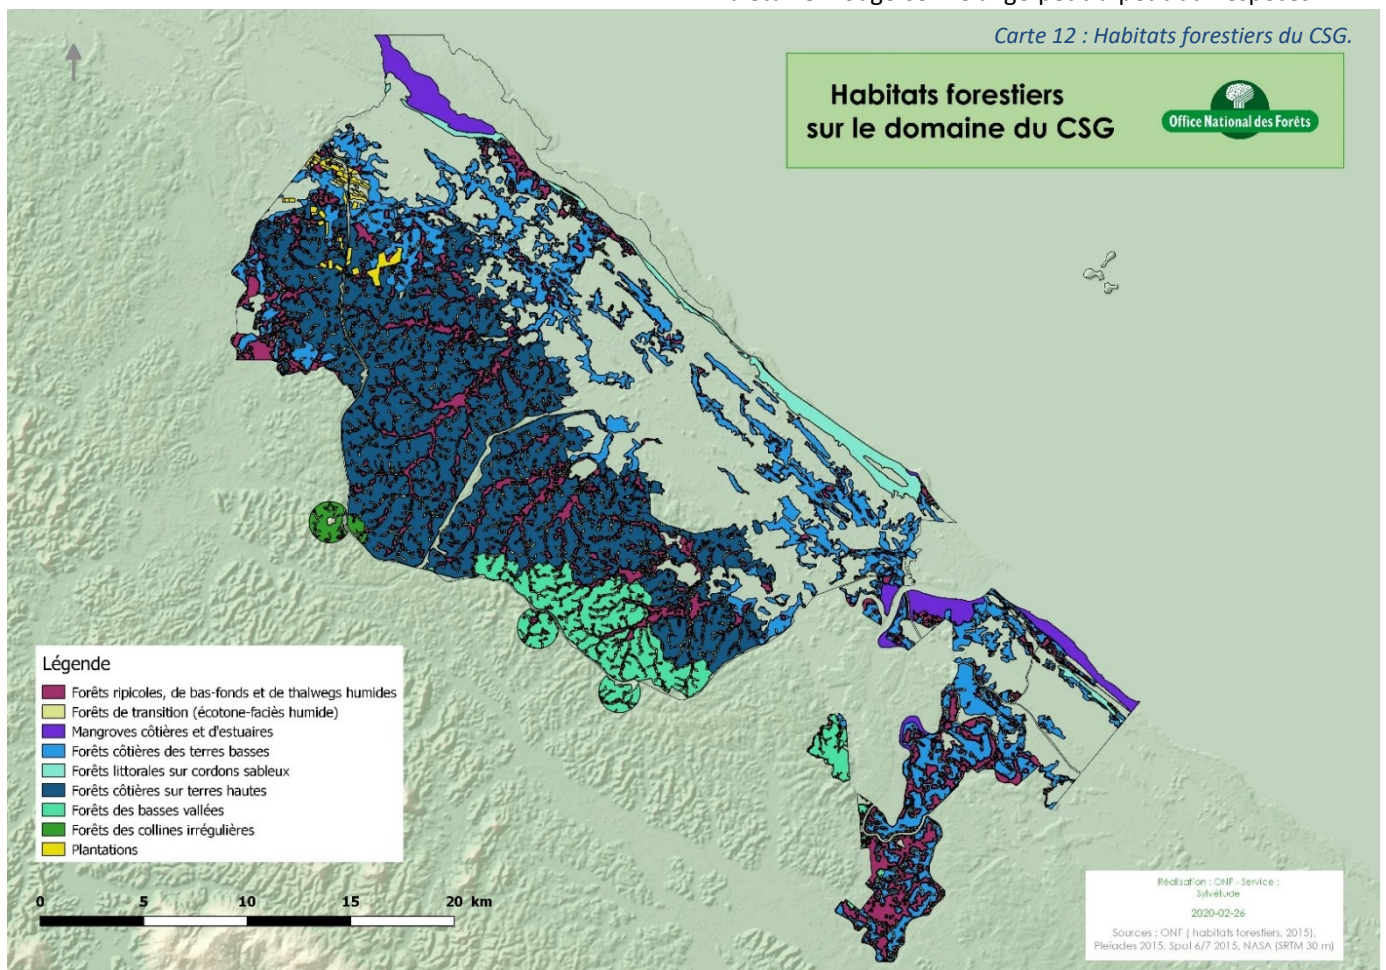 Carte 12 : Habitats forestiers du CSG.
Habitats forestiers
sur le domaine du CSG
Office National des Forêts
Légende
Forêts ripicoles, de bas-fonds et de thalwegs humides
Forêts de transition (écotone-faciès humide)
Mangroves côtières et d'estuaires
Forêts côtières des terres basses
Forêts littorales sur cordons sableux
Forêts côtières sur terres hautes
Forêts des basses vallées
Forêts des collines irrégulières
Plantations
0 5 10 15 20 km
Réalisation : ONF - Service :
Sylvétude
2020-02-26
Sources : ONF ( habitats forestiers, 2015),
Pleïades 2015, Spot 6/7 2015, NASA (SRTM 30 m)